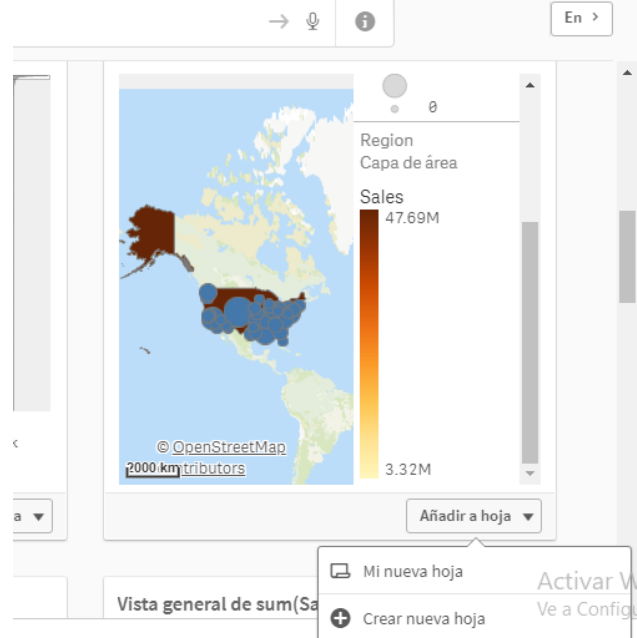 En >
0
Region
Capa de área
Sales
47.69M
© OpenStreetMap
2000 km
ntributors
3.32M
k
a
Añadir a hoja
Mi nueva hoja
Activar W
Vista general de sum(Sa
Ve a Config
Crear nueva hoja